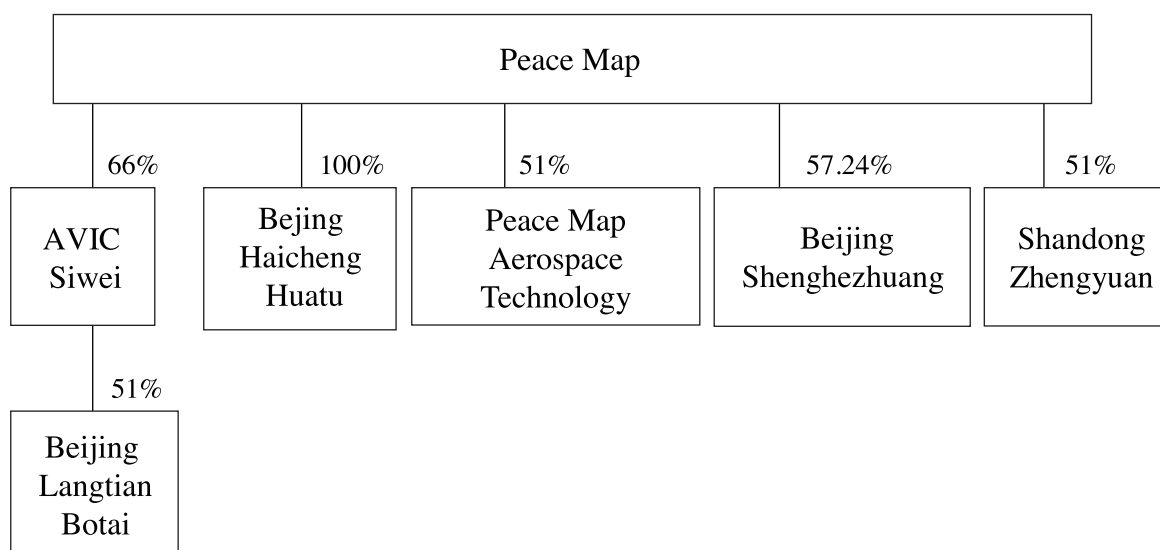 Peace Map
66%
100%
51%
57.24%
51%
AVIC
Siwei
Bejing
Haicheng
Huatu
Peace Map
Aerospace
Technology
Beijing
Shenghezhuang
Shandong
Zhengyuan
51%
Beijing
Langtian
Botai